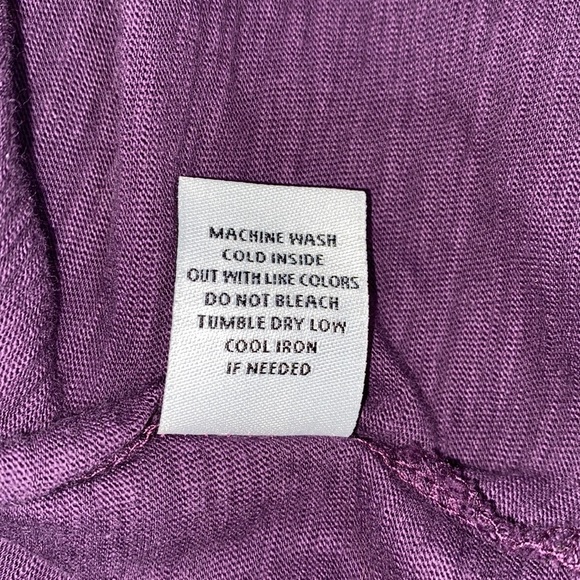 MACHINE WASH
COLD INSIDE
OUT WITH LIKE COLORS
DO NOT BLEACH
TUMBLE DRY LOW
COOL IRON
IF NEEDED